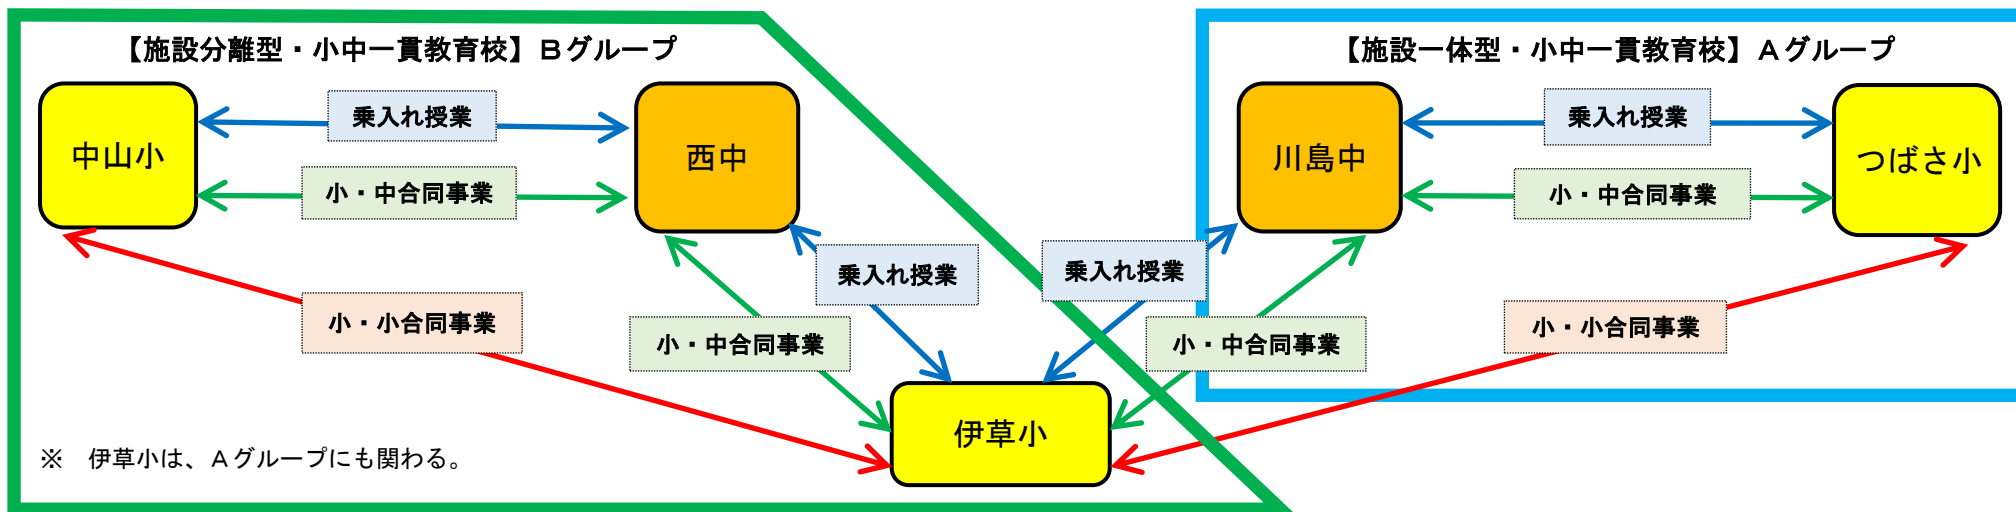 【施設分離型・小中一貫教育校】Ｂグループ
【施設一体型・小中一貫教育校】Ａグループ
中山小
乗入れ授業
小・中合同事業
西中
川島中
乗入れ授業
小・中合同事業
つばさ小
乗入れ授業
乗入れ授業
小・小合同事業
小・中合同事業
小・中合同事業
小・小合同事業
伊草小
※　伊草小は、Ａグループにも関わる。